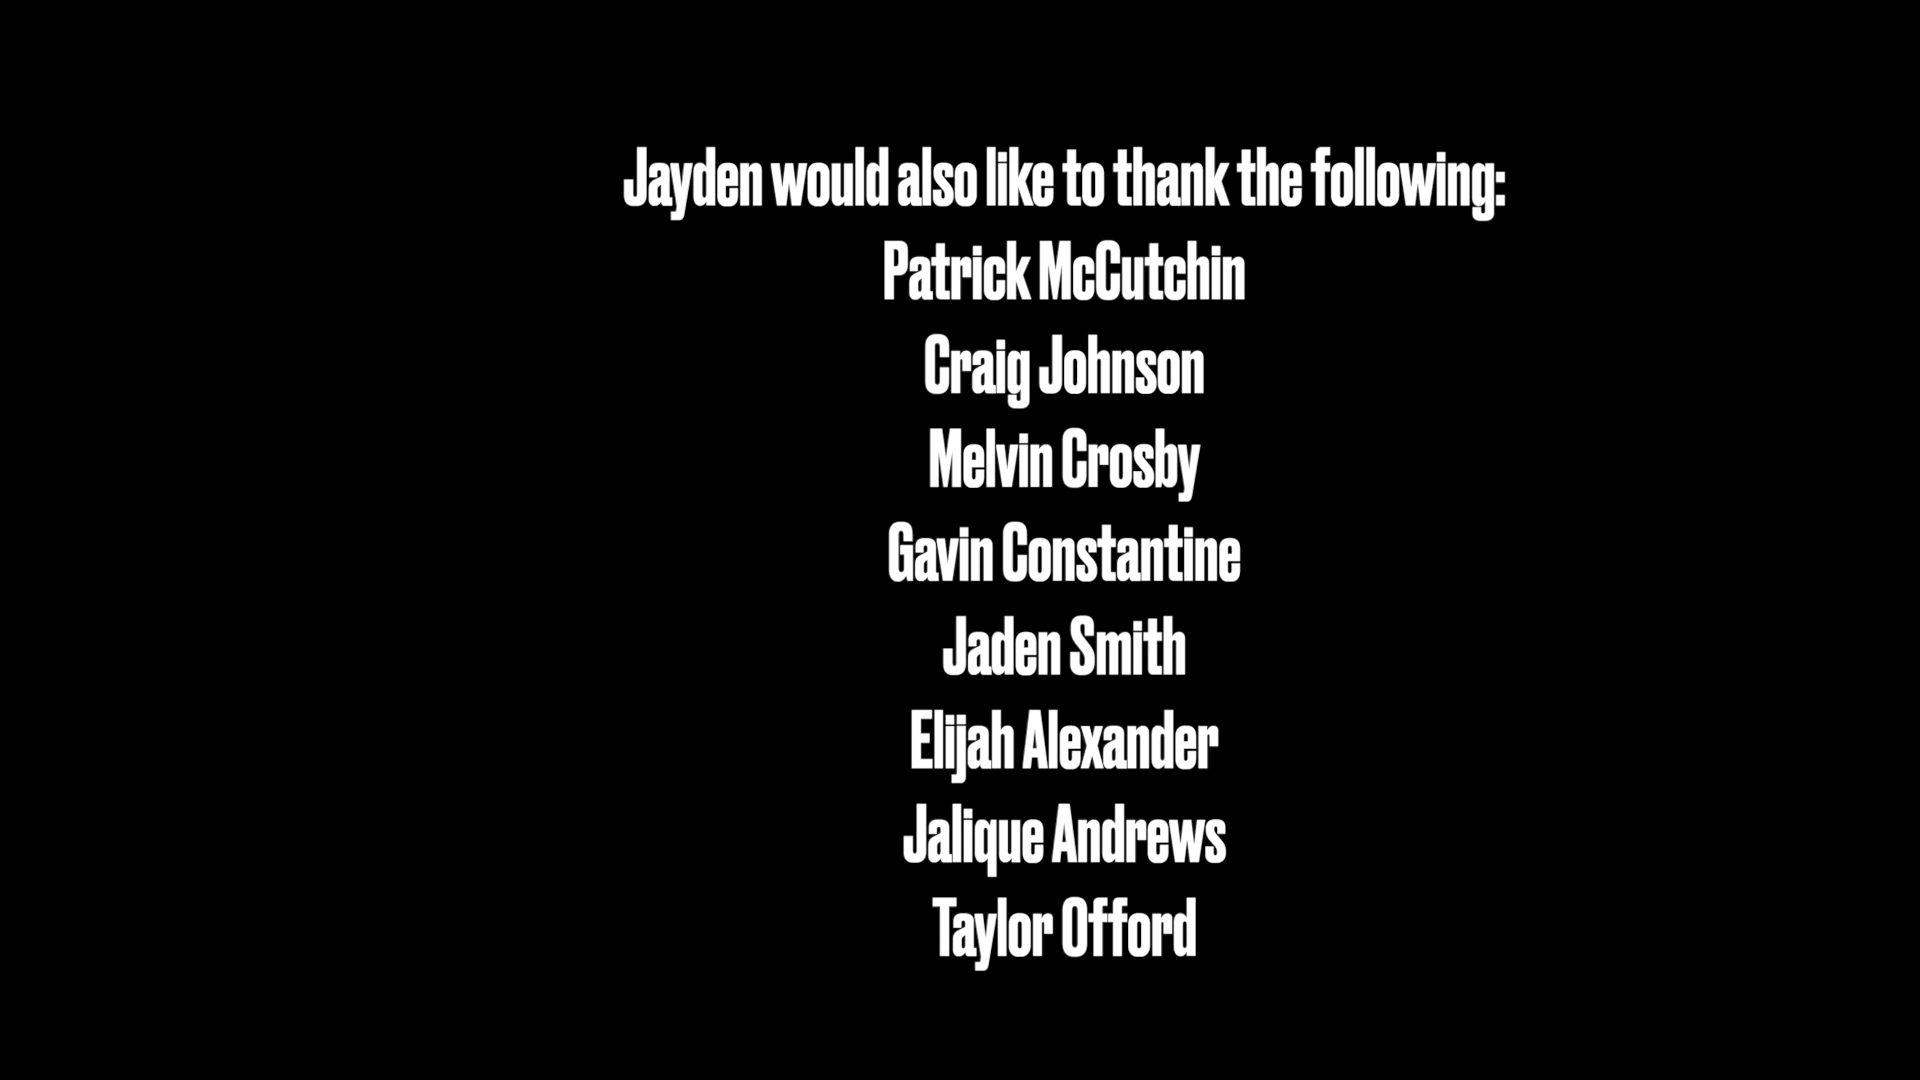 Jayden would also like to thank the following:
Patrick McCutchin
Craig Johnson
Melvin Crosby
Gavin Constantine
Jaden Smith
Elijah Alexander
Jalique Andrews
Taylor Offord